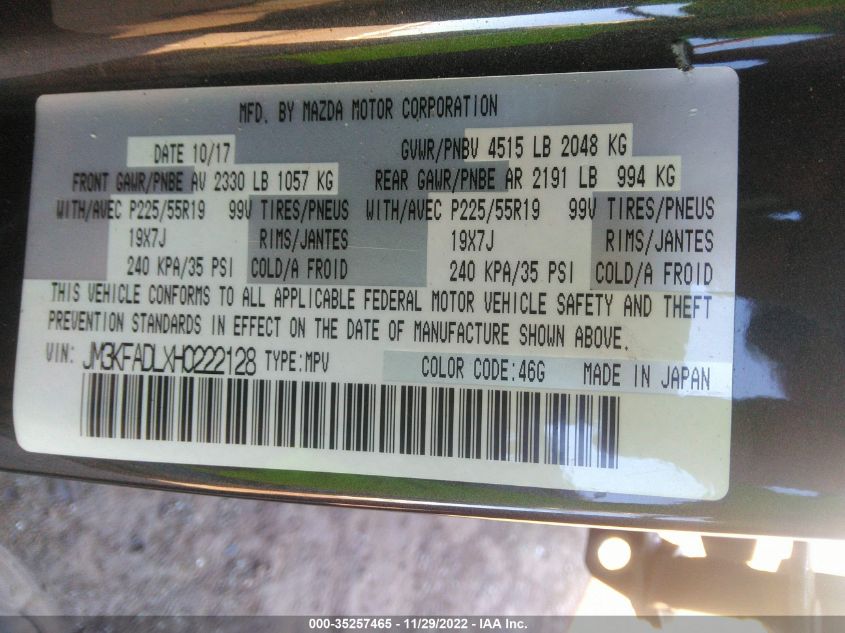 MFD. BY MAZDA MOTOR CORPORATION
DATE 10/17 GVWR/PNBV 4515 LB 2048 KG
FRONT GAWR/PNBE AV 2330 LB 1057 KG REAR GAWR/PNBE AR 2191 LB 994 KG
WITH/AVEC P225/55R19 99V TIRES/PNEUS WITH/AVEC P225/55R19 99V TIRES/PNEUS
19X7J RIMS/JANTES 19X7J RIMS/JANTES
240 KPA/35 PSI COLD/A FROID 240 KPA/35 PSI COLD/A FROID
THIS VEHICLE CONFORMS TO ALL APPLICABLE FEDERAL MOTOR VEHICLE SAFETY AND THEFT
PREVENTION STANDARDS IN EFFECT ON THE DATE OF MANUFACTURE SHOWN ABOVE.
VIN: JM3KFADLXH0222128 TYPE:MPV COLOR CODE:46G MADE IN JAPAN
000-35257465 - 11/29/2022 - IAA Inc.